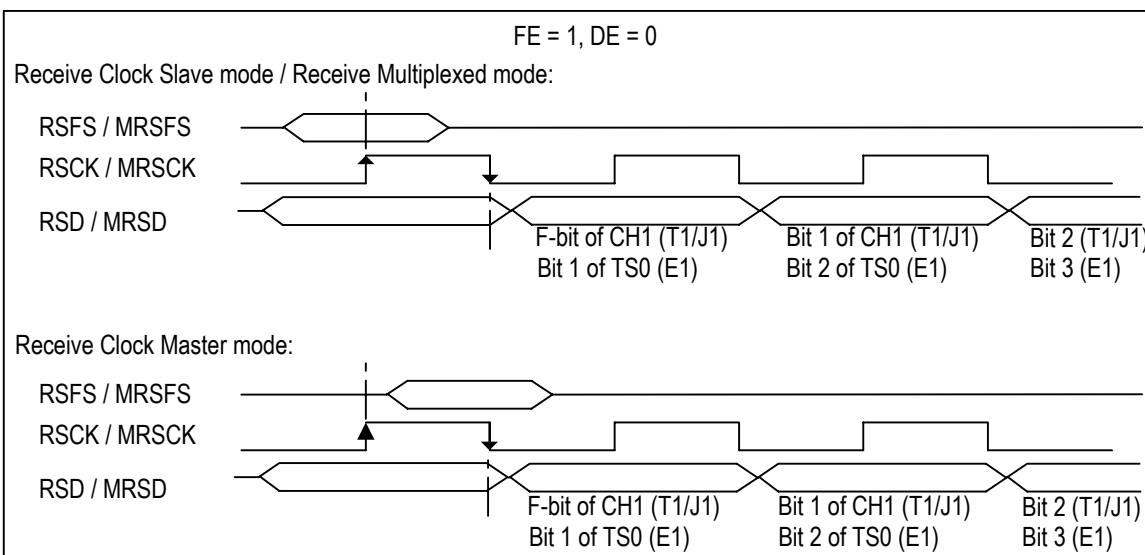 FE = 1, DE = 0
Receive Clock Slave mode / Receive Multiplexed mode:
RSFS / MRSFS
RSCK / MRSCK
RSD / MRSD
F-bit of CH1 (T1/J1)
Bit 1 of TS0 (E1)
Bit 1 of CH1 (T1/J1)
Bit 2 of TS0 (E1)
Bit 2 (T1/J1)
Bit 3 (E1)
Receive Clock Master mode:
RSFS / MRSFS
RSCK / MRSCK
RSD / MRSD
F-bit of CH1 (T1/J1)
Bit 1 of TS0 (E1)
Bit 1 of CH1 (T1/J1)
Bit 2 of TS0 (E1)
Bit 2 (T1/J1)
Bit 3 (E1)